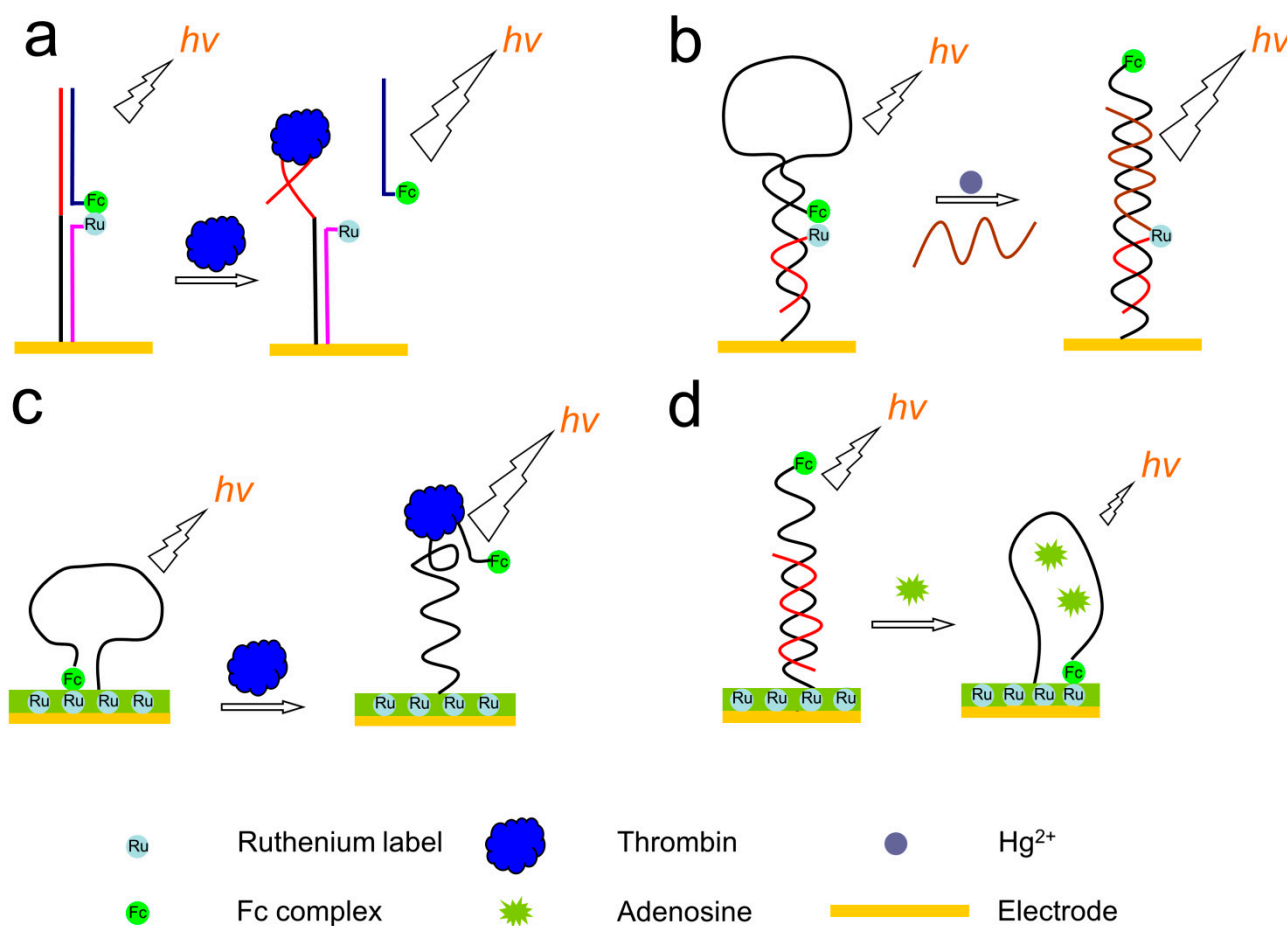 a
hv
hv
Fc
Ru
Fc
Ru
b
hv
hv
Fc
Fc
Ru
Ru
c
hv
hv
Fc
Fc
Ru Ru Ru Ru
Ru Ru Ru Ru
d
hv
hv
Fc
Fc
Ru Ru Ru Ru
Ru Ru Ru Ru
Ru Ruthenium label
Thrombin
Hg²⁺
Fc Fc complex
Adenosine
Electrode